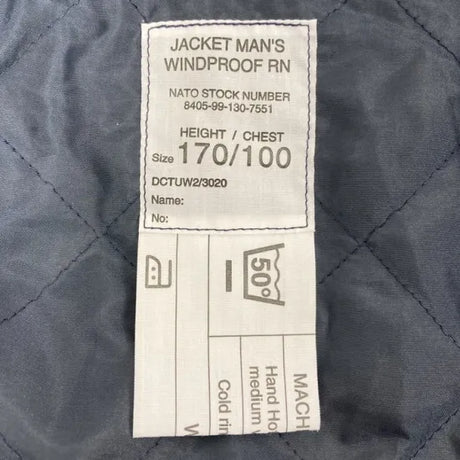 JACKET MAN'S
WINDPROOF RN
NATO STOCK NUMBER
8405-99-130-7551
HEIGHT / CHEST
Size 170/100
DCTUW2/3020
Name:
No:
50°
MACH
Hand Ho
medium
Cold rin